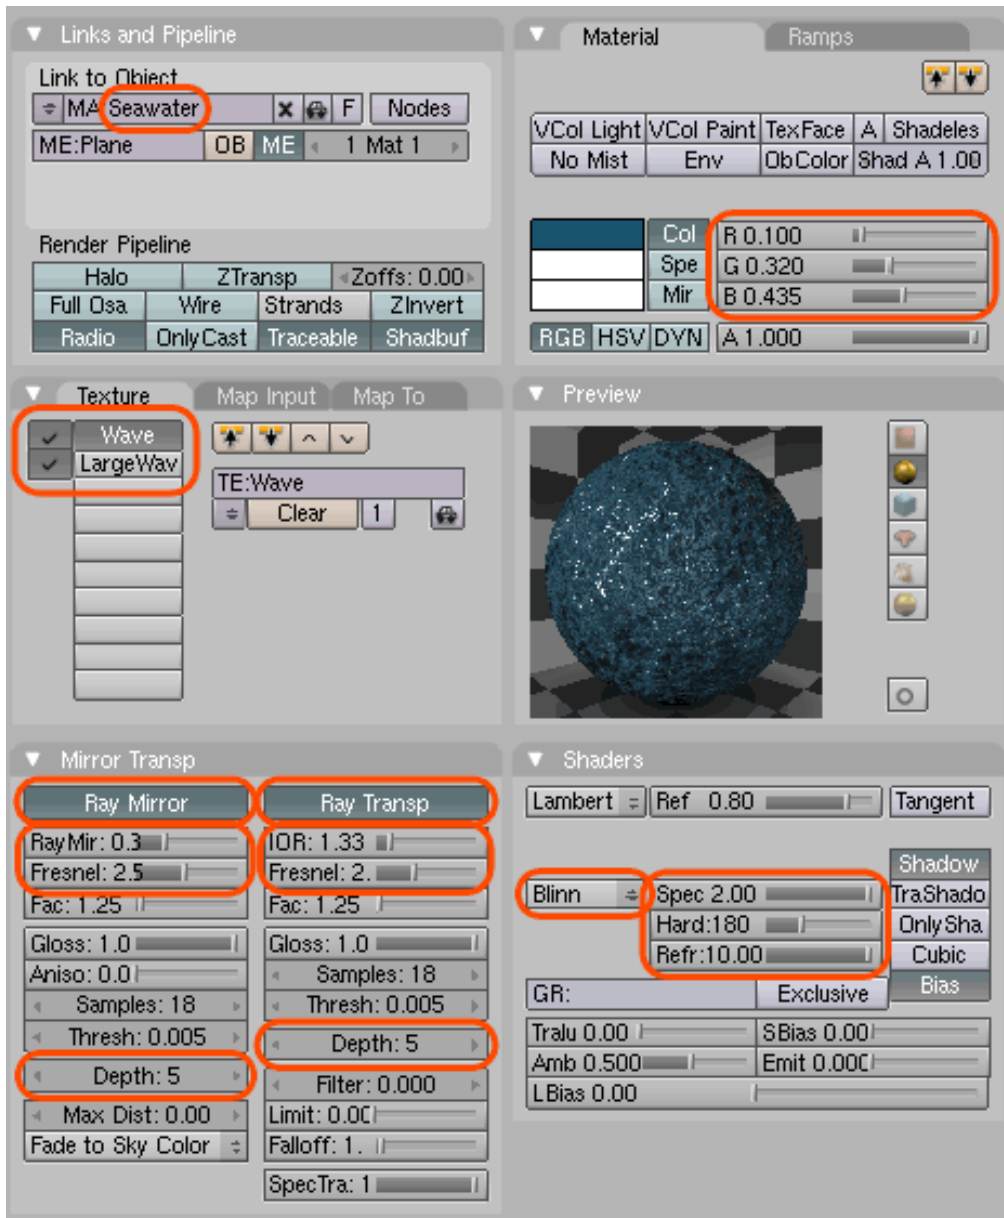 Links and Pipeline
Link to Object
MA:Seawater F Nodes
ME:Plane OB ME 1 Mat 1
Render Pipeline
Halo ZTransp Zoffs: 0.00
Full Osa Wire Strands ZInvert
Radio OnlyCast Traceable Shadbuf
Material Ramps
VCol Light VCol Paint TexFace A Shadeles
No Mist Env ObColor Shad A 1.00
Col R 0.100
Spe G 0.320
Mir B 0.435
RGB HSV DYN A 1.000
Texture Map Input Map To
Wave
LargeWav
TE:Wave
Clear 1
Preview
Mirror Transp
Ray Mirror Ray Transp
RayMir: 0.3 IOR: 1.33
Fresnel: 2.5 Fresnel: 2.
Fac: 1.25 Fac: 1.25
Gloss: 1.0 Gloss: 1.0
Aniso: 0.0 Samples: 18
Samples: 18 Thresh: 0.005
Thresh: 0.005 Depth: 5
Depth: 5 Filter: 0.000
Max Dist: 0.00 Limit: 0.00
Fade to Sky Color Falloff: 1.
SpecTra: 1
Shaders
Lambert Ref 0.80 Tangent
Shadow
Blinn Spec 2.00 TraShado
Hard:180 OnlySha
Refr:10.00 Cubic
GR: Exclusive Bias
Tralu 0.00 SBias 0.00
Amb 0.500 Emit 0.000
LBias 0.00